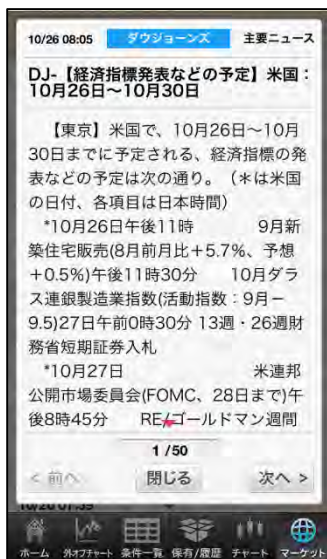 10/26 08:05 ダウジョーンズ 主要ニュース
DJ-【経済指標発表などの予定】米国：
10月26日～10月30日
【東京】米国で、10月26日～10月
30日までに予定される、経済指標の発
表などの予定は次の通り。（＊は米国
の日付、各項目は日本時間）
*10月26日午後11時 9月新
築住宅販売(8月前月比＋5.7%、予想
＋0.5%)午後11時30分 10月ダラ
ス連銀製造業指数(活動指数：9月－
9.5)27日午前0時30分 13週・26週財
務省短期証券入札
*10月27日 米連邦
公開市場委員会(FOMC、28日まで)午
後8時45分 RE/ゴールドマン週間
1 /50
< 前へ 閉じる 次へ >
10/26 07:59
ホーム 外オプチャート 条件一覧 保有/履歴 チャート マーケット